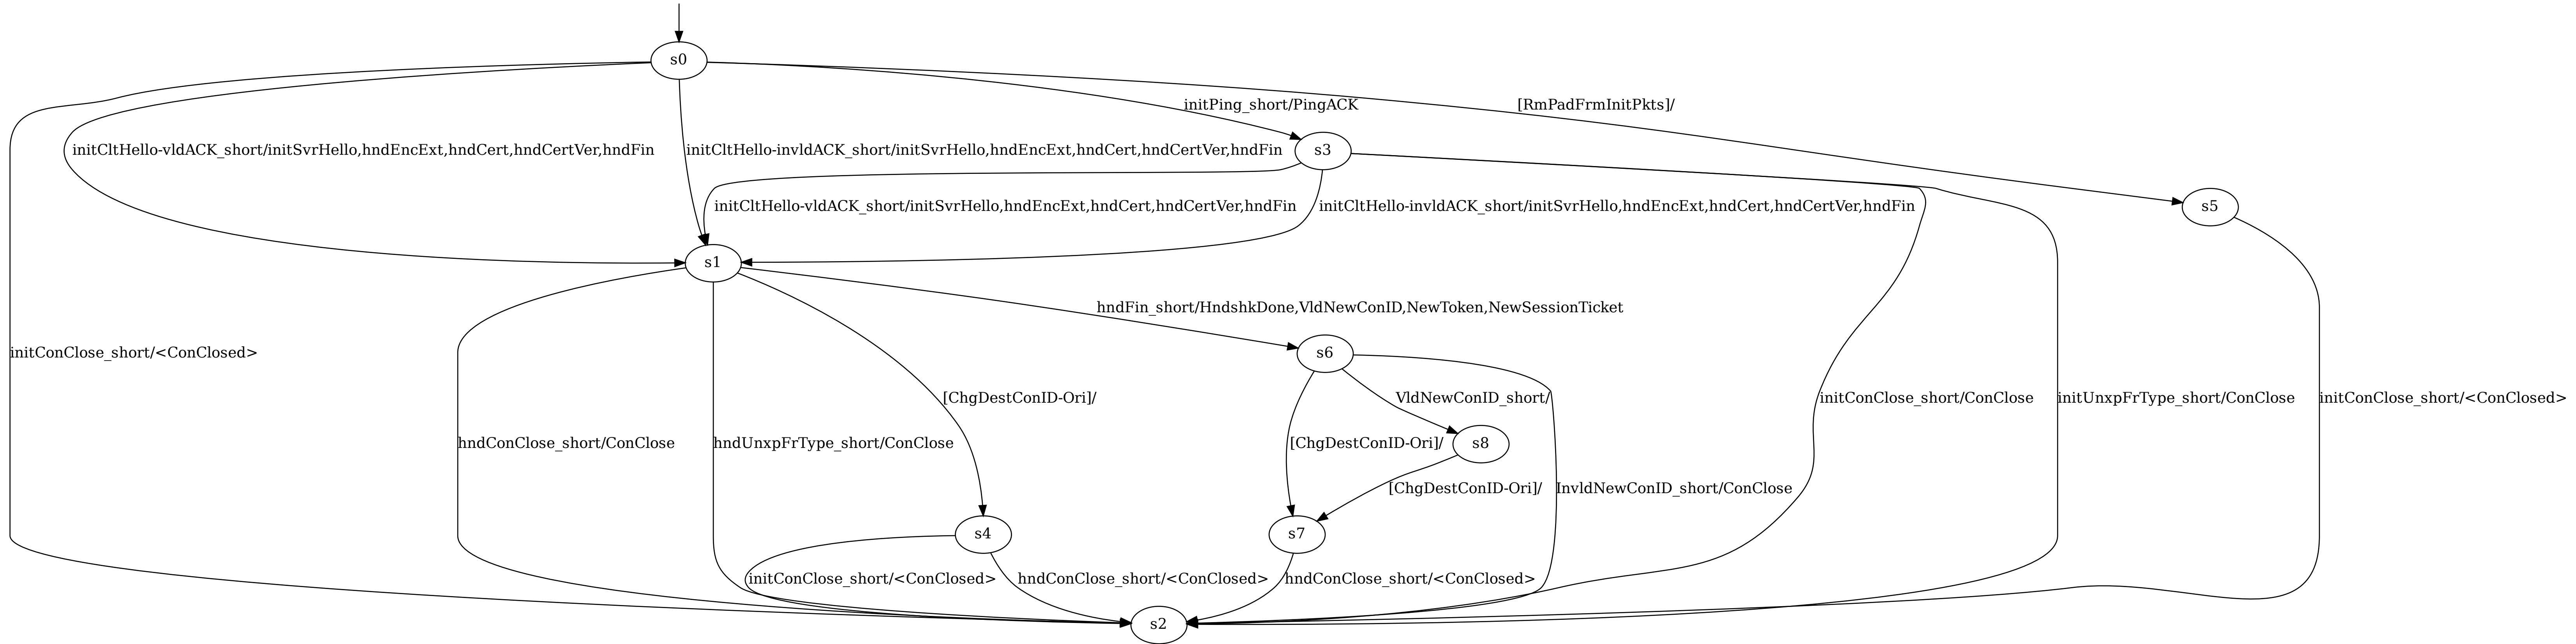 s0
initPing_short/PingACK
[RmPadFrmInitPkts]/
initCltHello-vldACK_short/initSvrHello,hndEncExt,hndCert,hndCertVer,hndFin
initCltHello-invldACK_short/initSvrHello,hndEncExt,hndCert,hndCertVer,hndFin
s3
initCltHello-vldACK_short/initSvrHello,hndEncExt,hndCert,hndCertVer,hndFin
initCltHello-invldACK_short/initSvrHello,hndEncExt,hndCert,hndCertVer,hndFin
s5
s1
hndFin_short/HndshkDone,VldNewConID,NewToken,NewSessionTicket
initConClose_short/<ConClosed>
s6
[ChgDestConID-Ori]/
VldNewConID_short/
initConClose_short/ConClose
initUnxpFrType_short/ConClose
initConClose_short/<ConClosed>
hndConClose_short/ConClose
hndUnxpFrType_short/ConClose
[ChgDestConID-Ori]/
s8
[ChgDestConID-Ori]/
InvldNewConID_short/ConClose
s4
s7
initConClose_short/<ConClosed>
hndConClose_short/<ConClosed>
hndConClose_short/<ConClosed>
s2